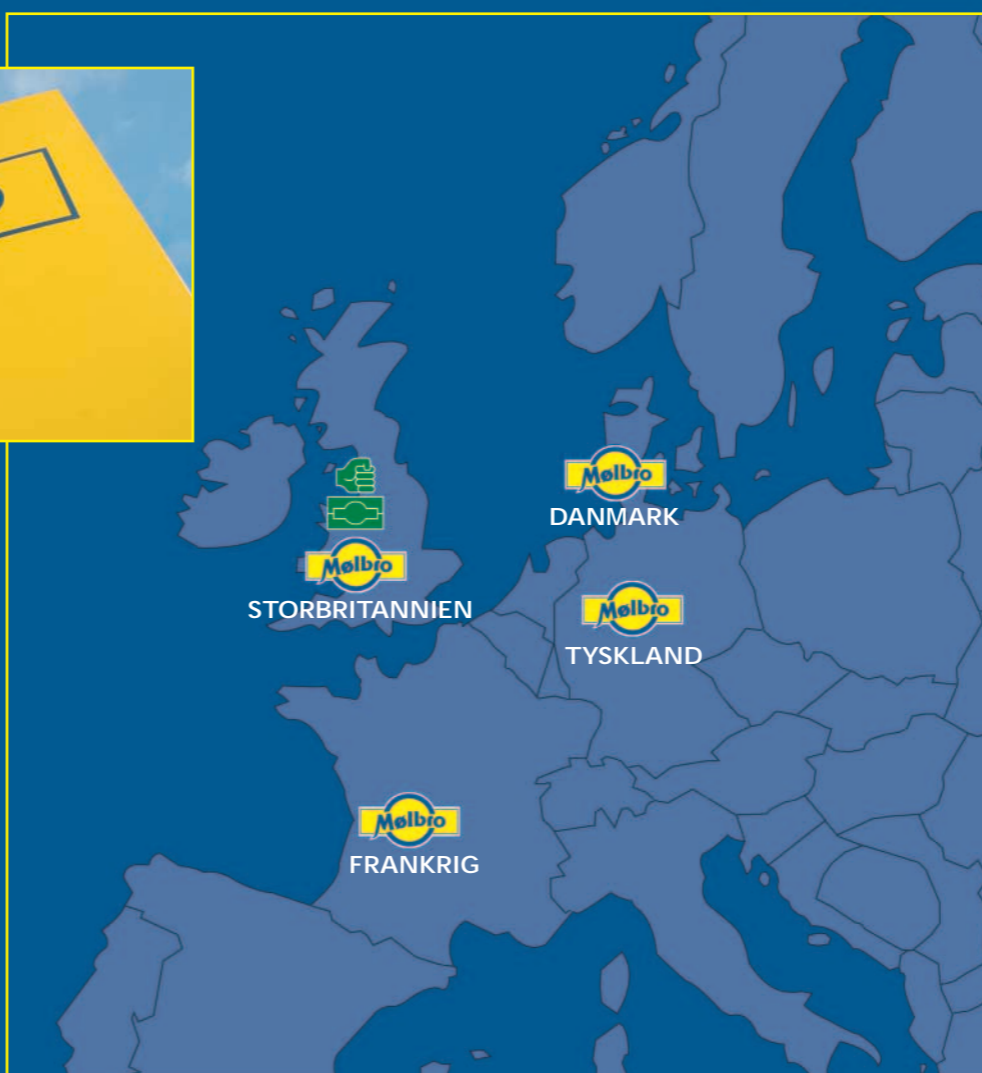 Mølbro
DANMARK
Mølbro
STORBRITANNIEN
Mølbro
TYSKLAND
Mølbro
FRANKRIG